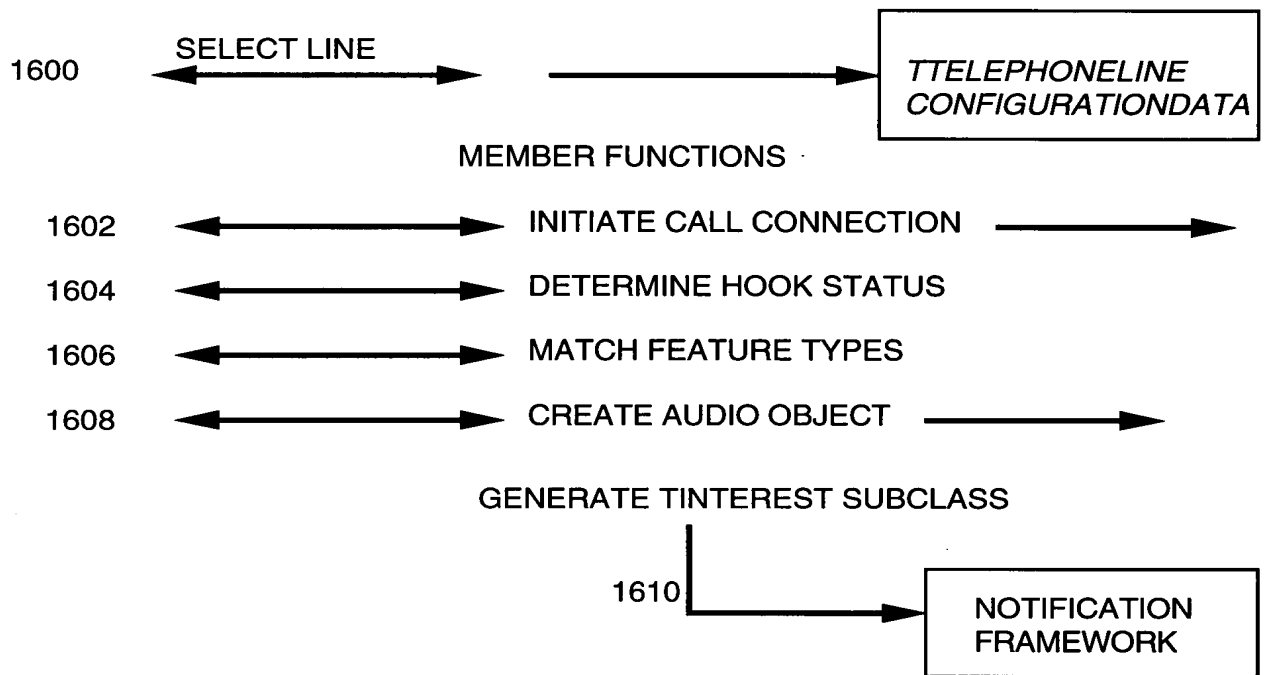 1600 SELECT LINE TTELEPHONELINE
CONFIGURATIONDATA
MEMBER FUNCTIONS
1602 INITIATE CALL CONNECTION
1604 DETERMINE HOOK STATUS
1606 MATCH FEATURE TYPES
1608 CREATE AUDIO OBJECT
GENERATE TINTEREST SUBCLASS
1610 NOTIFICATION
FRAMEWORK